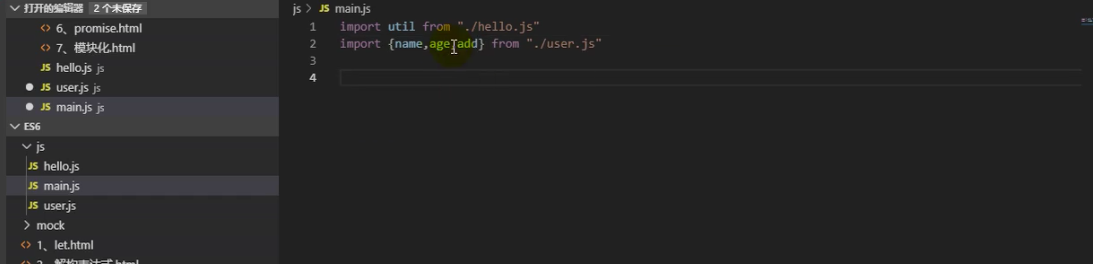 打开的编辑器 2 个未保存
<> 6、promise.html
<> 7、模块化.html
JS hello.js js
JS user.js js
JS main.js js
ES6
js
JS hello.js
JS main.js
JS user.js
mock
<> 1、let.html
js > JS main.js
1 import util from "./hello.js"
2 import {name,age,add} from "./user.js"
3
4